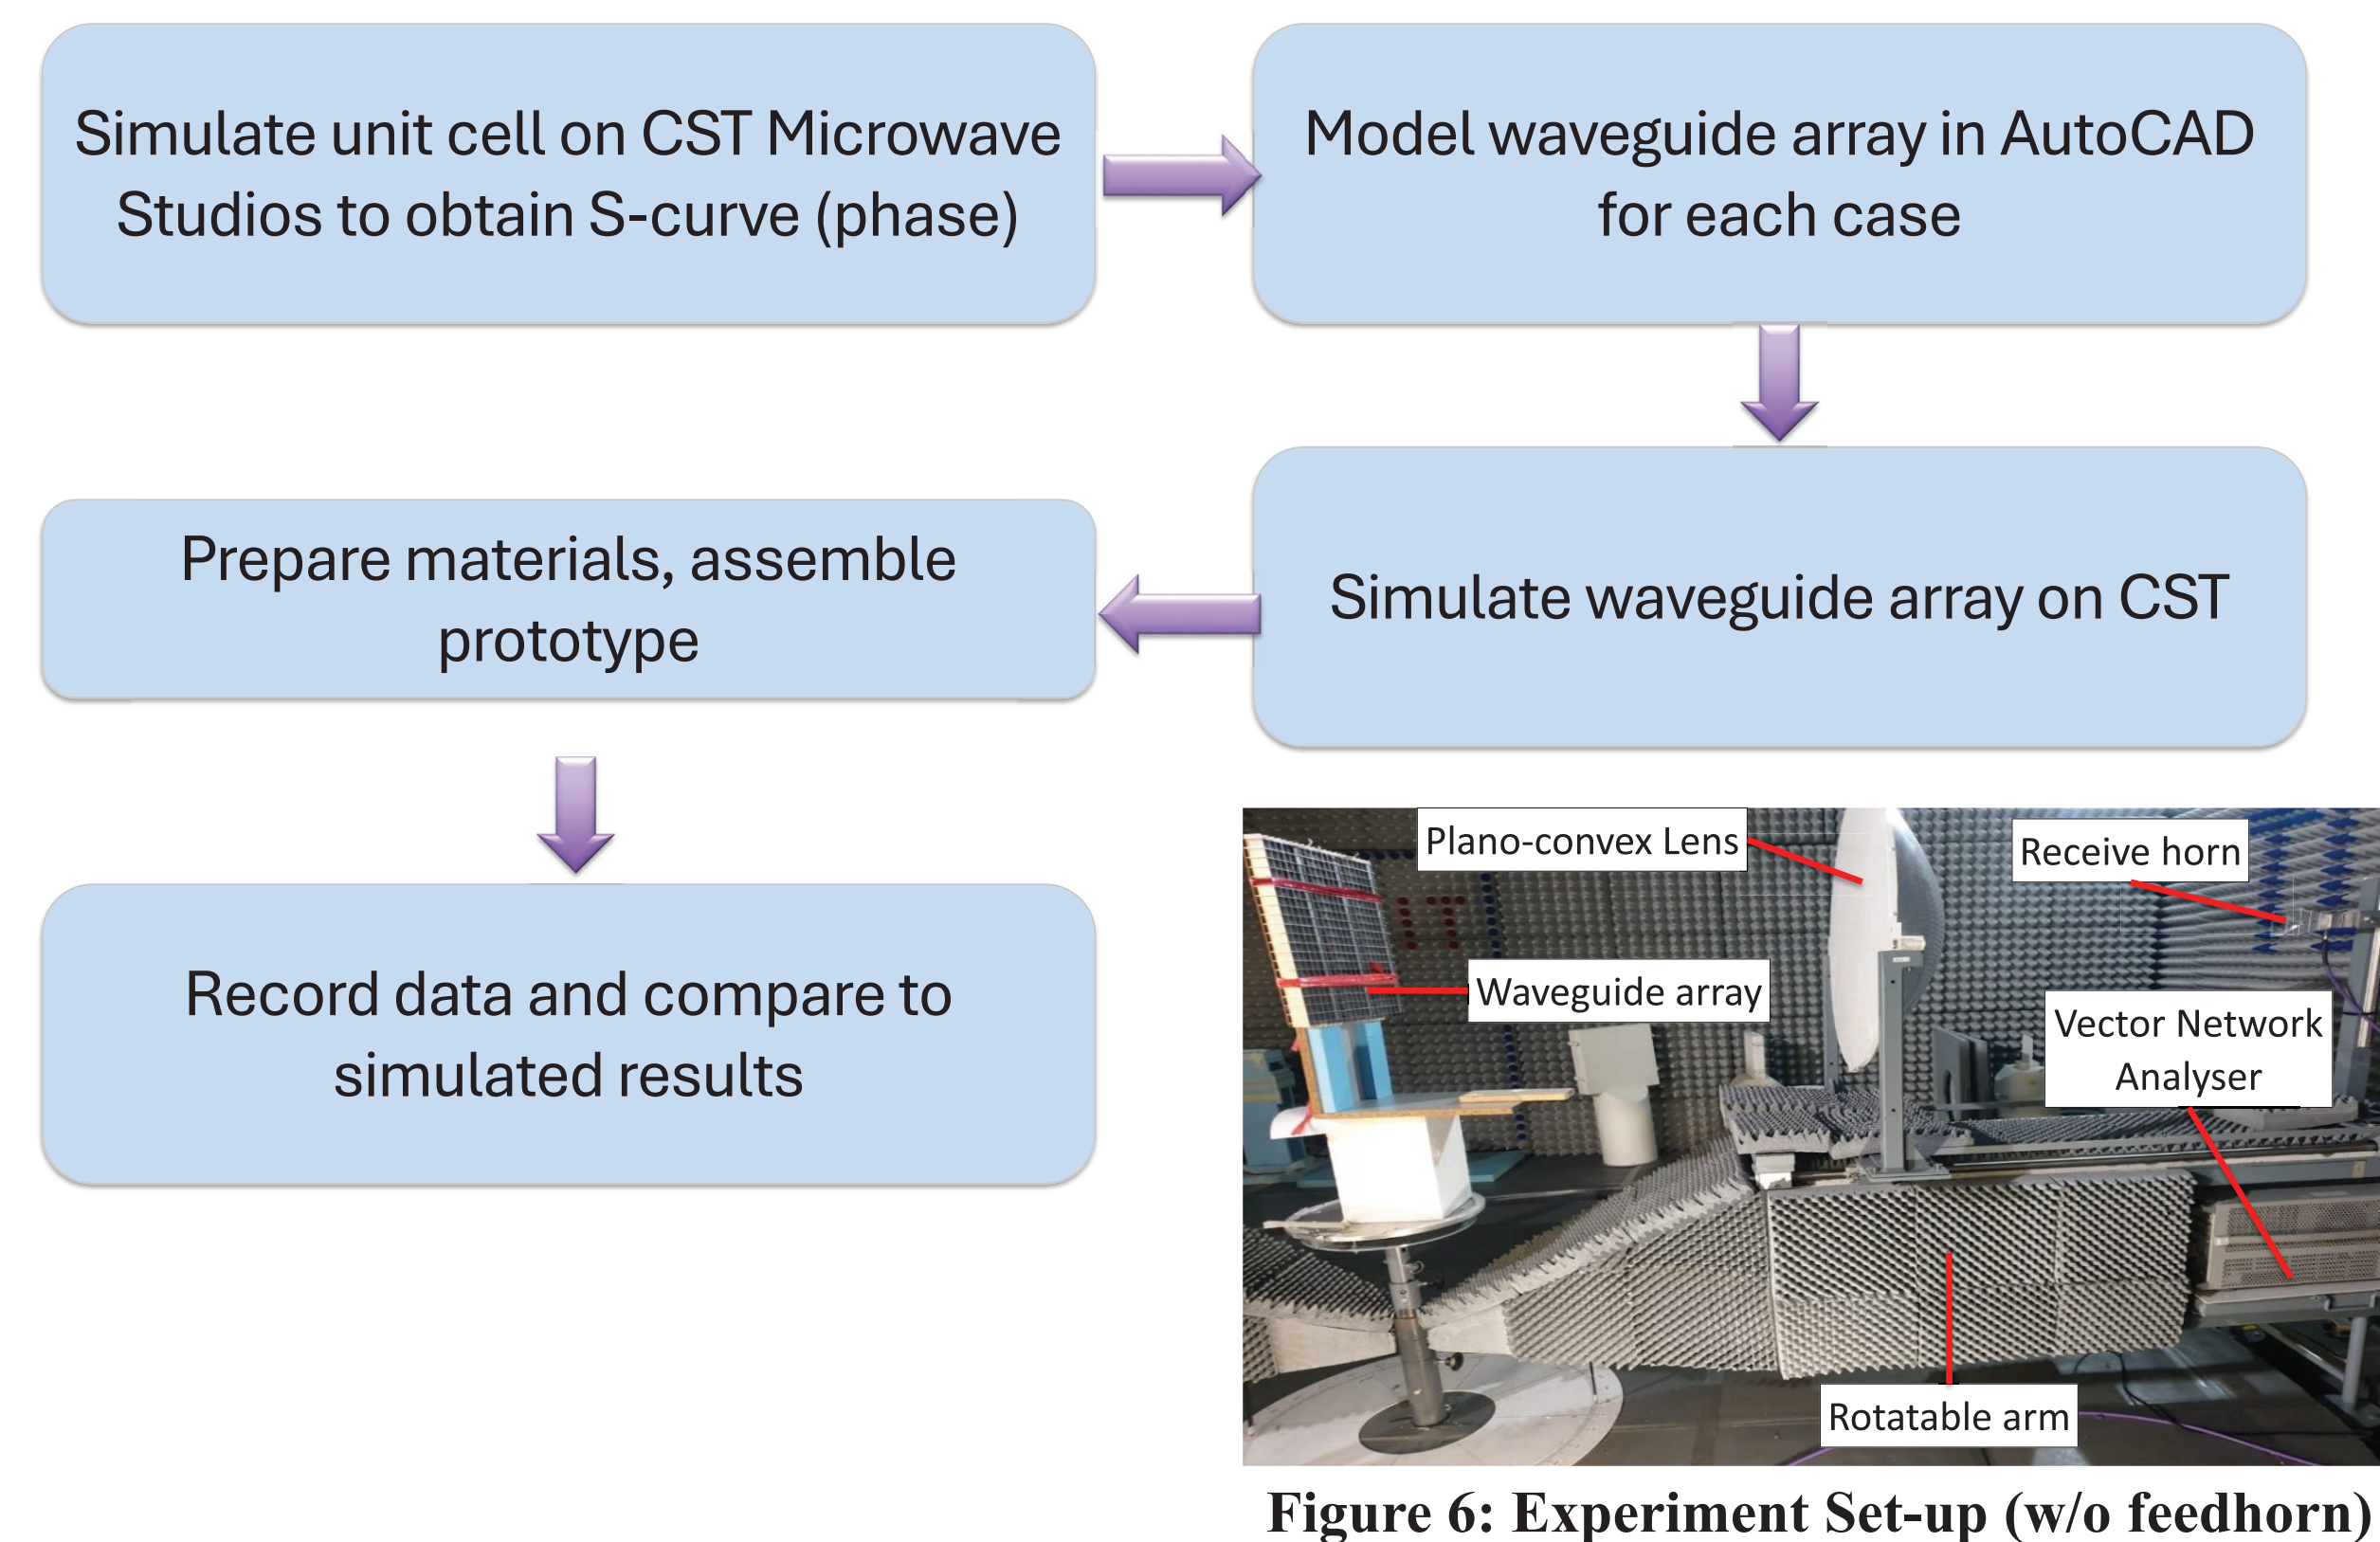 Simulate unit cell on CST Microwave
Studios to obtain S-curve (phase)
Model waveguide array in AutoCAD
for each case
Simulate waveguide array on CST
Prepare materials, assemble
prototype
Record data and compare to
simulated results
Plano-convex Lens
Receive horn
Waveguide array
Vector Network
Analyser
Rotatable arm
Figure 6: Experiment Set-up (w/o feedhorn)